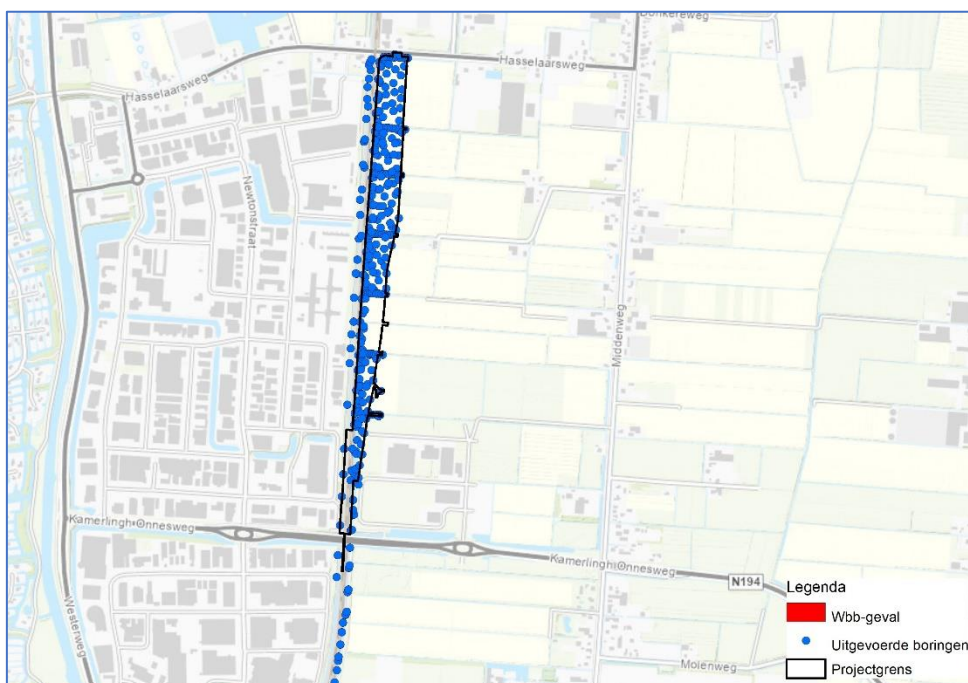 Donkereweg
Hasselaarsweg
Hasselaarsweg
Newtonstraat
Middenweg
Kamerlingh Onnesweg
Kamerlingh Onnesweg
N194
Westerweg
Molenweg
Legenda
Wbb-geval
Uitgevoerde boringen
Projectgrens